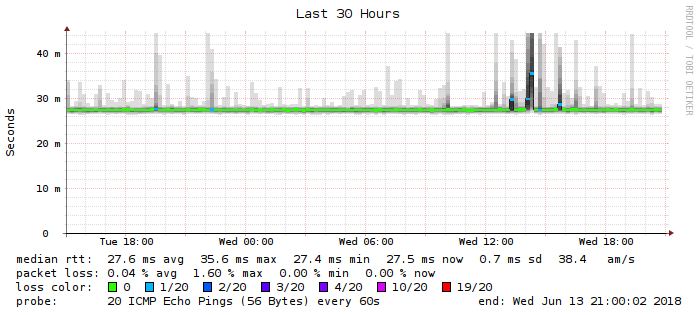 Last 30 Hours
RRDTOOL / TOBI OETIKER
Seconds
40 m
30 m
20 m
10 m
0
Tue 18:00 Wed 00:00 Wed 06:00 Wed 12:00 Wed 18:00
median rtt: 27.6 ms avg 35.6 ms max 27.4 ms min 27.5 ms now 0.7 ms sd 38.4 am/s
packet loss: 0.04 % avg 1.60 % max 0.00 % min 0.00 % now
loss color: 0 1/20 2/20 3/20 4/20 10/20 19/20
probe: 20 ICMP Echo Pings (56 Bytes) every 60s end: Wed Jun 13 21:00:02 2018